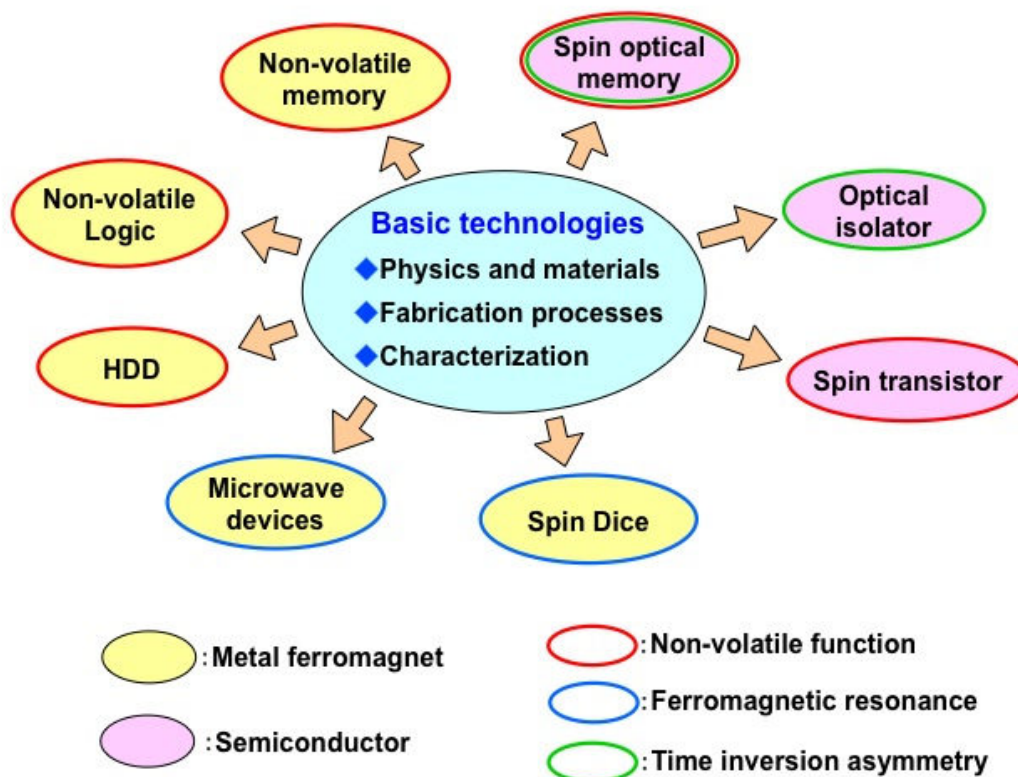 Non-volatile
memory
Spin optical
memory
Non-volatile
Logic
Optical
isolator
Basic technologies
◆Physics and materials
◆Fabrication processes
◆Characterization
HDD
Spin transistor
Microwave
devices
Spin Dice
:Metal ferromagnet
:Semiconductor
:Non-volatile function
:Ferromagnetic resonance
:Time inversion asymmetry